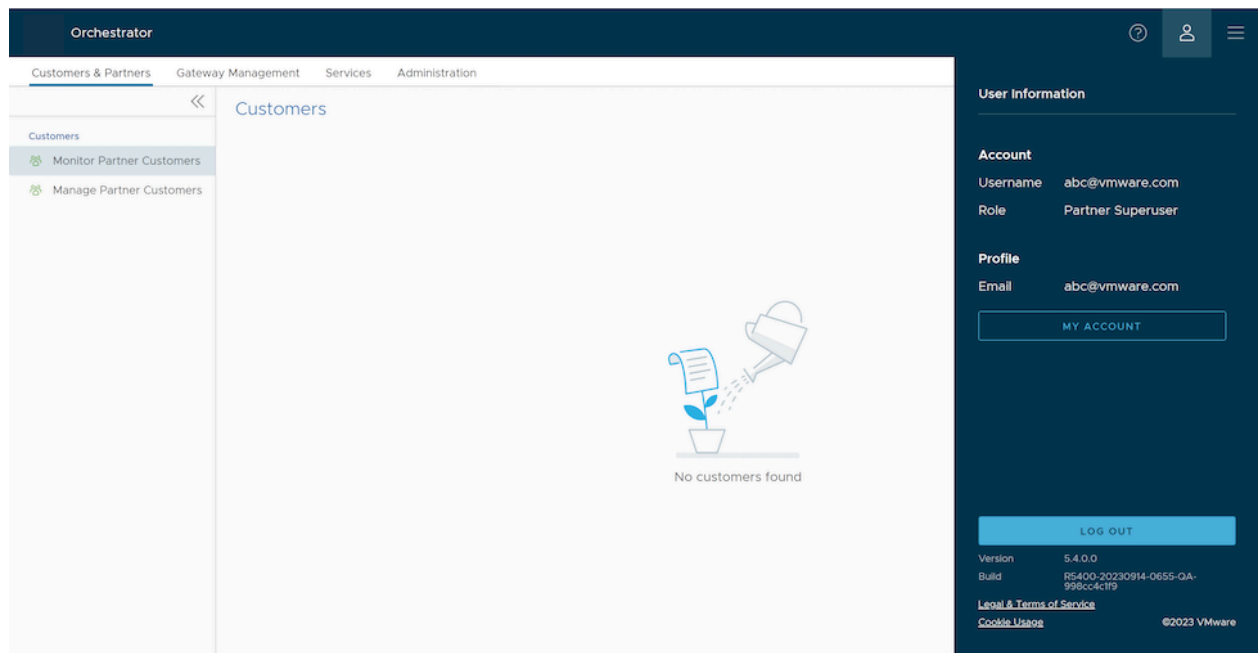 Orchestrator
Customers & Partners
Gateway Management
Services
Administration
Customers
Monitor Partner Customers
Manage Partner Customers
Customers
No customers found
User Information
Account
Username abc@vmware.com
Role Partner Superuser
Profile
Email abc@vmware.com
MY ACCOUNT
LOG OUT
Version 5.4.0.0
Build R5400-20230914-0655-QA-
998cc4c1f9
Legal & Terms of Service
Cookie Usage ©2023 VMware